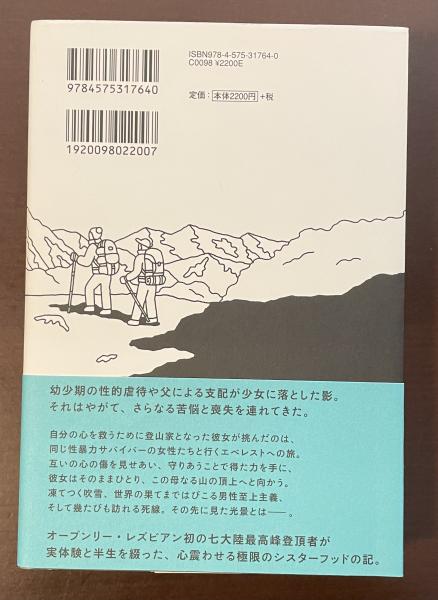 ISBN978-4-575-31764-0
C0098 ¥2200E
9784575317640
定価：本体2200円+税
1920098022007
幼少期の性的虐待や父による支配が少女に落とした影。
それはやがて、さらなる苦悩と喪失を連れてきた。
自分の心を救うために登山家となった彼女が挑んだのは、
同じ性暴力サバイバーの女性たちと行くエベレストへの旅。
互いの心の傷を見せあい、守りあうことで得た力を手に、
彼女はそのままひとり、この母なる山の頂上へと向かう。
凍てつく吹雪、世界の果てまではびこる男性至上主義、
そして幾たびも訪れる死線。その先に見た光景とは――。
オープンリー・レズビアン初の七大陸最高峰登頂者が
実体験と半生を綴った、心震わせる極限のシスターフッドの記。